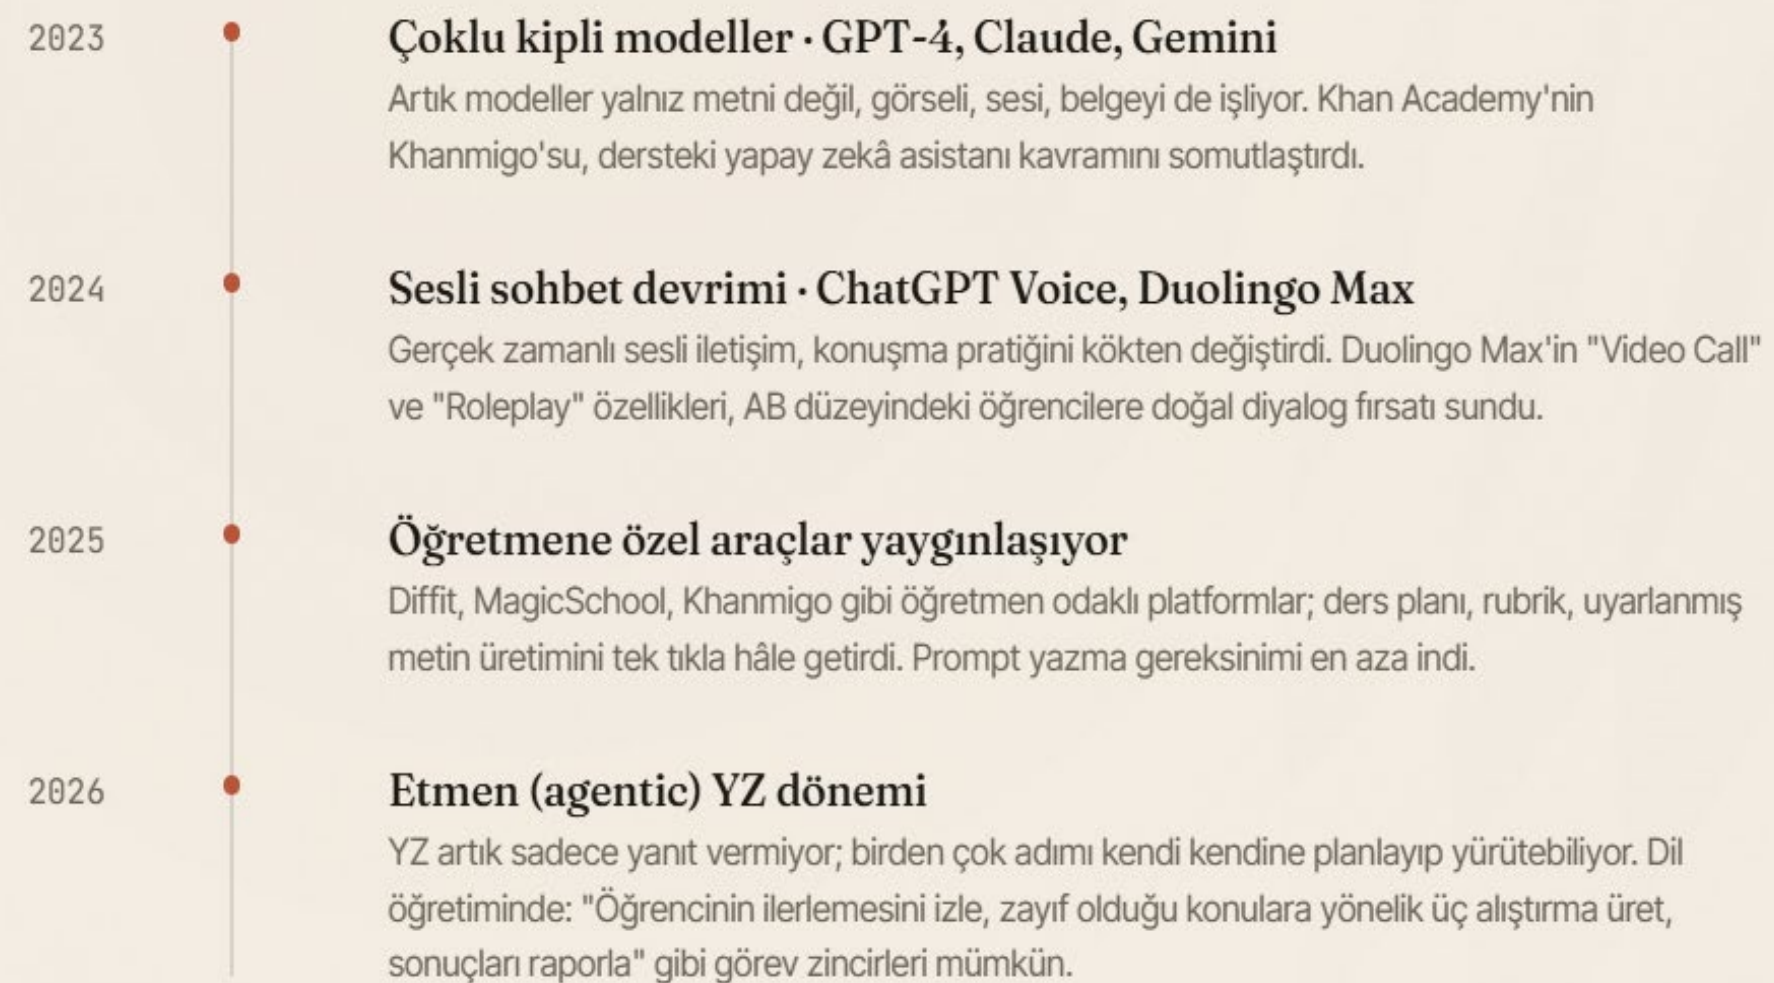 2023
Çoklu kipli modeller · GPT-4, Claude, Gemini
Artık modeller yalnız metni değil, görseli, sesi, belgeyi de işliyor. Khan Academy'nin
Khanmigo'su, dersteki yapay zekâ asistanı kavramını somutlaştırdı.
2024
Sesli sohbet devrimi · ChatGPT Voice, Duolingo Max
Gerçek zamanlı sesli iletişim, konuşma pratiğini kökten değiştirdi. Duolingo Max'in "Video Call"
ve "Roleplay" özellikleri, AB düzeyindeki öğrencilere doğal diyalog fırsatı sundu.
2025
Öğretmene özel araçlar yaygınlaşıyor
Diffit, MagicSchool, Khanmigo gibi öğretmen odaklı platformlar; ders planı, rubrik, uyarlanmış
metin üretimini tek tıkla hâle getirdi. Prompt yazma gereksinimi en aza indi.
2026
Etmen (agentic) YZ dönemi
YZ artık sadece yanıt vermiyor; birden çok adımı kendi kendine planlayıp yürütebiliyor. Dil
öğretiminde: "Öğrencinin ilerlemesini izle, zayıf olduğu konulara yönelik üç alıştırma üret,
sonuçları raporla" gibi görev zincirleri mümkün.